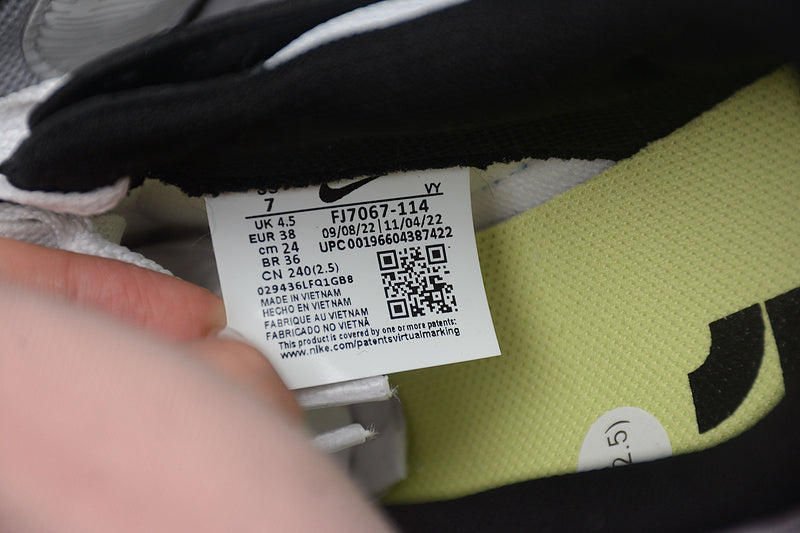 7
VY
UK 4.5
FJ7067-114
EUR 38
09/08/22 | 11/04/22
cm 24
UPC00196604387422
BR 36
CN 240(2.5)
029436LFQ1GB8
MADE IN VIETNAM
HECHO EN VIETNAM
FABRIQUE AU VIETNAM
FABRICADO NO VIETNÃ
This product is covered by one or more patents:
www.nike.com/patentsvirtualmarking
2.5)